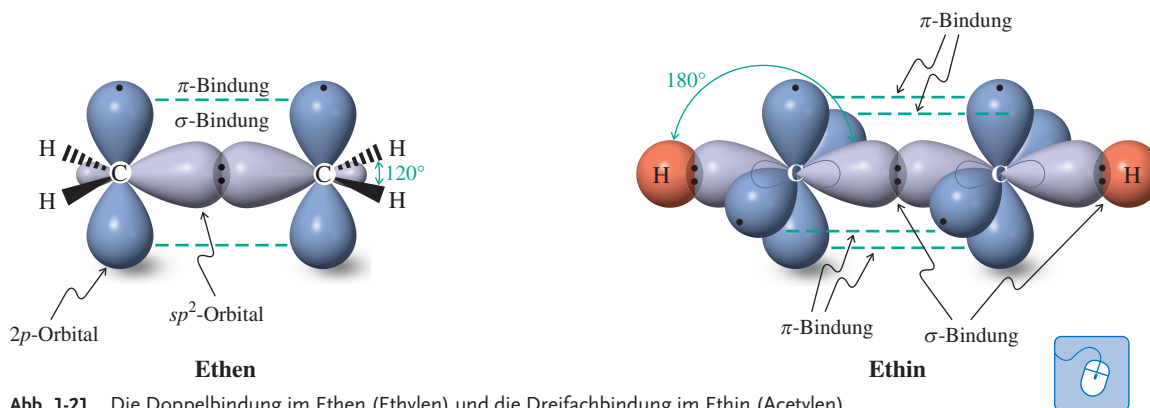 π-Bindung
σ-Bindung
H
H
C
C
H
H
120°
2p-Orbital
sp²-Orbital
Ethen
π-Bindung
180°
H
C
C
H
π-Bindung
σ-Bindung
Ethin
Abb. 1-21 Die Doppelbindung im Ethen (Ethylen) und die Dreifachbindung im Ethin (Acetylen).